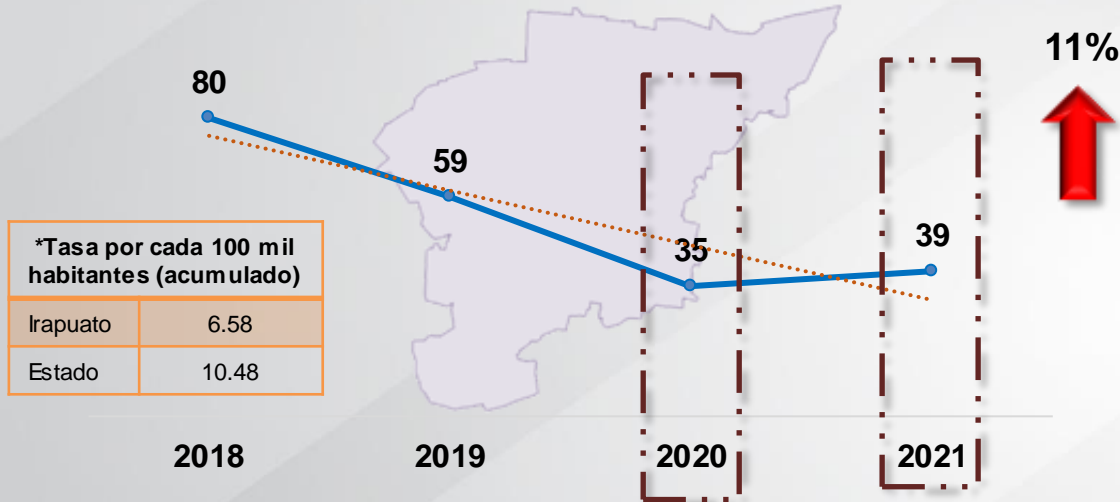 11%
80
59
35
39
*Tasa por cada 100 mil
habitantes (acumulado)
Irapuato 6.58
Estado 10.48
2018 2019 2020 2021